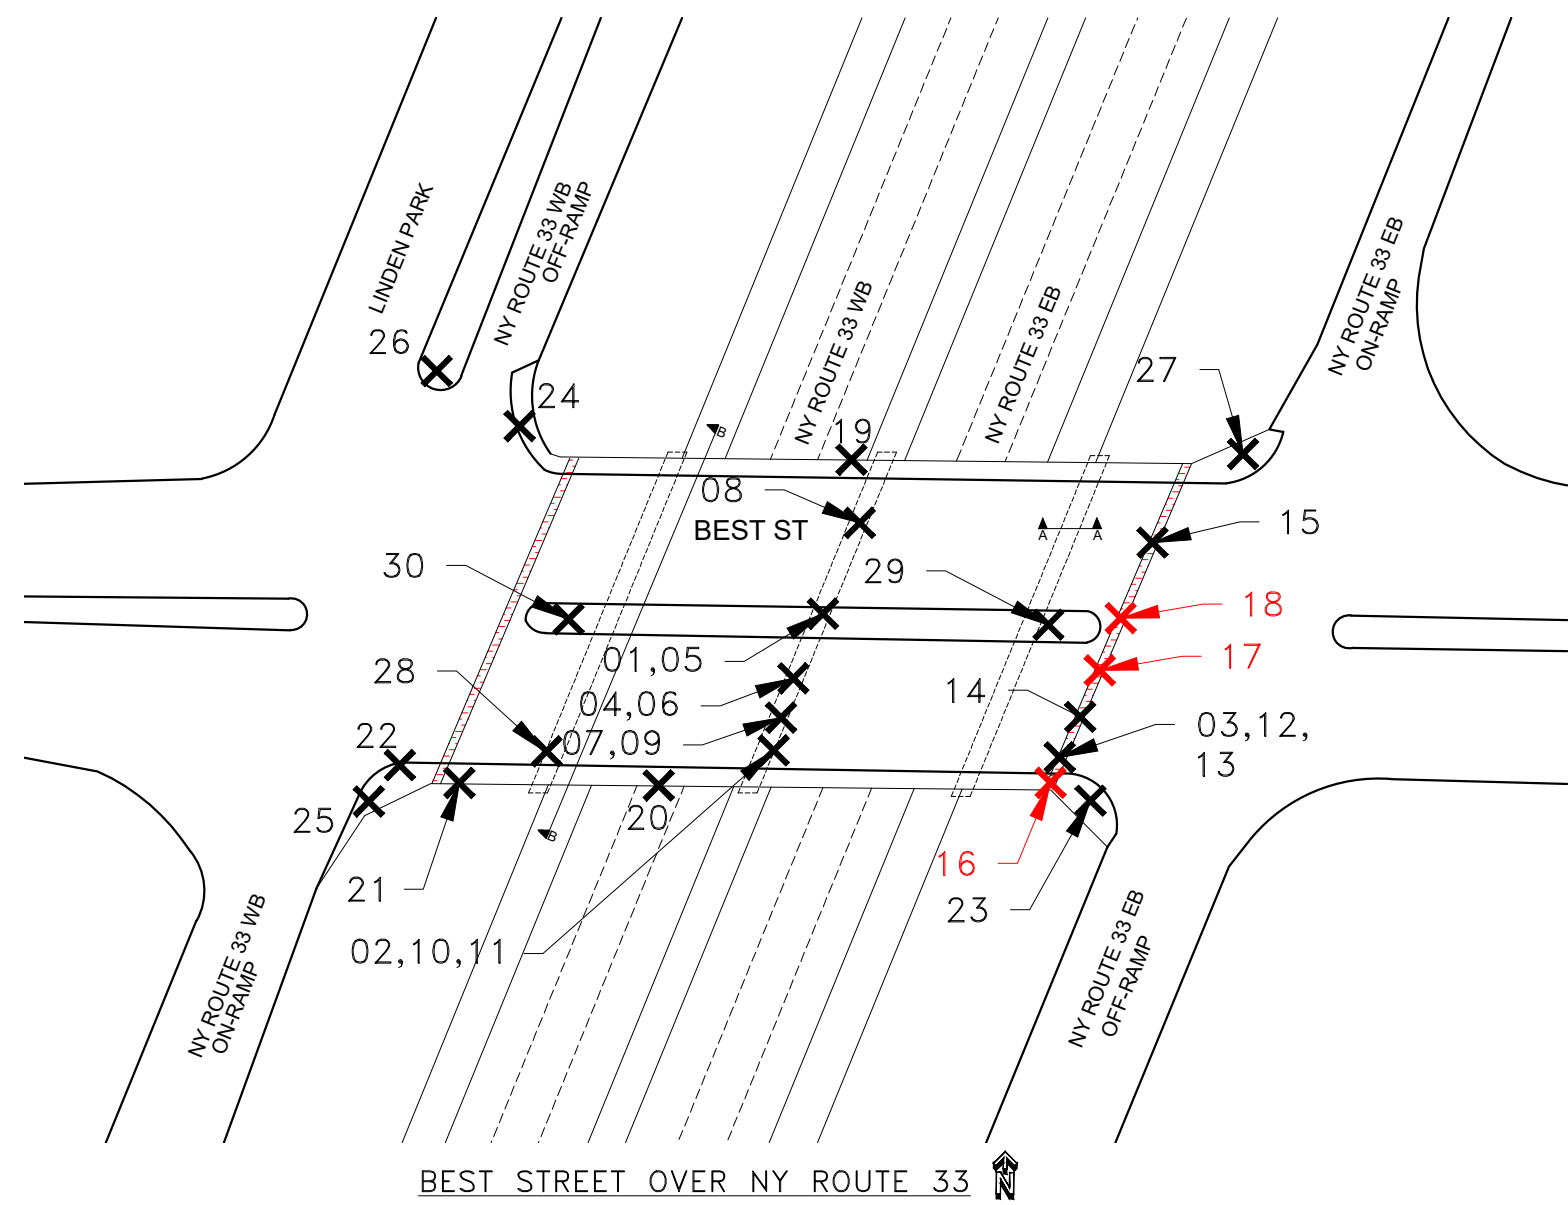 LINDEN PARK
NY ROUTE 33 WB
OFF-RAMP
26
24
NY ROUTE 33 WB
NY ROUTE 33 EB
NY ROUTE 33 EB
ON-RAMP
27
19
B
08
BEST ST
A
A
15
30
29
18
01,05
17
28
04,06
14
07,09
03,12,
13
22
25
20
B
21
16
23
02,10,11
NY ROUTE 33 WB
ON-RAMP
NY ROUTE 33 EB
OFF-RAMP
BEST STREET OVER NY ROUTE 33
N